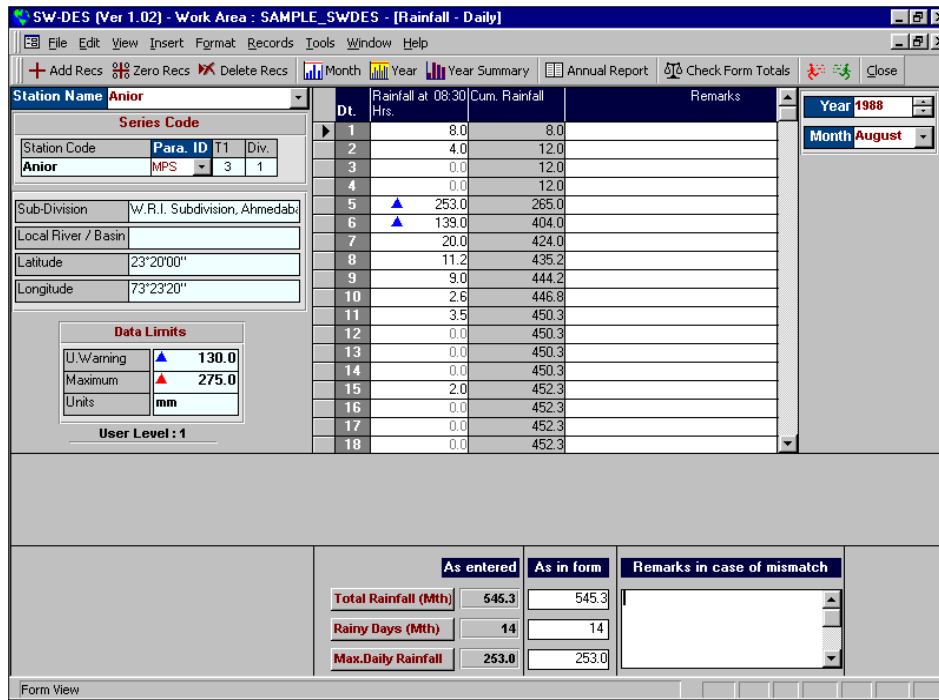 SW-DES (Ver 1.02) - Work Area : SAMPLE_SWDES - [Rainfall - Daily]
File Edit View Insert Format Records Tools Window Help
Add Recs Zero Recs Delete Recs Month Year Year Summary Annual Report Check Form Totals Close
Station Name Anior
Series Code
Station Code Para. ID T1 Div.
Anior MPS 3 1
Sub-Division W.R.I. Subdivision, Ahmedaba
Local River / Basin
Latitude 23°20'00''
Longitude 73°23'20''
Data Limits
U.Warning 130.0
Maximum 275.0
Units mm
User Level : 1
Dt. Rainfall at 08:30 Hrs. Cum. Rainfall Remarks
1 8.0 8.0
2 4.0 12.0
3 0.0 12.0
4 0.0 12.0
5 253.0 265.0
6 139.0 404.0
7 20.0 424.0
8 11.2 435.2
9 9.0 444.2
10 2.6 446.8
11 3.5 450.3
12 0.0 450.3
13 0.0 450.3
14 0.0 450.3
15 2.0 452.3
16 0.0 452.3
17 0.0 452.3
18 0.0 452.3
Year 1988
Month August
As entered As in form Remarks in case of mismatch
Total Rainfall (Mth) 545.3 545.3
Rainy Days (Mth) 14 14
Max.Daily Rainfall 253.0 253.0
Form View